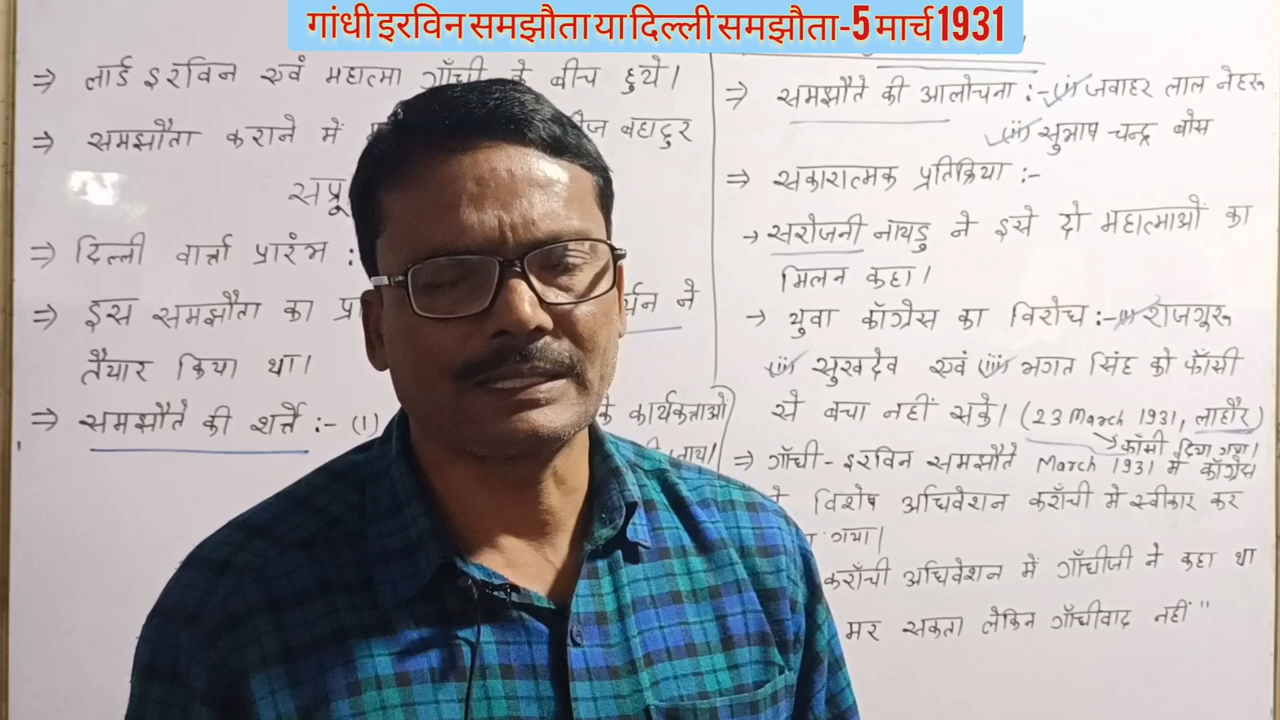 गांधी इरविन समझौता या दिल्ली समझौता-5 मार्च 1931
⇒ लार्ड इरविन एवं महात्मा गाँधी के बीच हुये।
⇒ समझौता कराने में बहादुर
सप्रू
⇒ दिल्ली वार्त्ता प्रारंभ :
⇒ इस समझौता का ने
तैयार किया था।
⇒ समझौते की शर्त्ते :- (1) के कार्यकत्ताओं
जाय।
⇒ समझौते की आलोचना :- (i) जवाहर लाल नेहरू
(ii) सुभाष चन्द्र बोस
⇒ सकारात्मक प्रतिक्रिया :-
→ सरोजनी नायडु ने इसे दो महात्माओं का
मिलन कहा।
→ युवा काँग्रेस का विरोध :- (i) राजगुरू
(ii) सुखदेव एवं (iii) भगत सिंह को फाँसी
से बचा नहीं सके। (23 March 1931, लाहौर)
→ फाँसी दिया गया।
⇒ गाँधी-इरविन समझौते March 1931 में काँग्रेस
विशेष अधिवेशन कराँची में स्वीकार कर
गया।
कराँची अधिवेशन में गाँधीजी ने कहा था
मर सकता लेकिन गाँधीवाद नहीं"